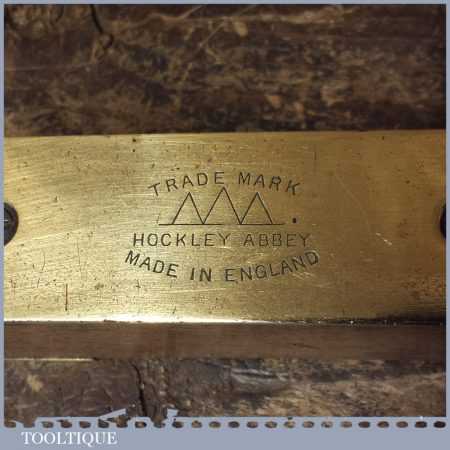 TRADE MARK
HOCKLEY ABBEY
MADE IN ENGLAND
TOOLTIQUE